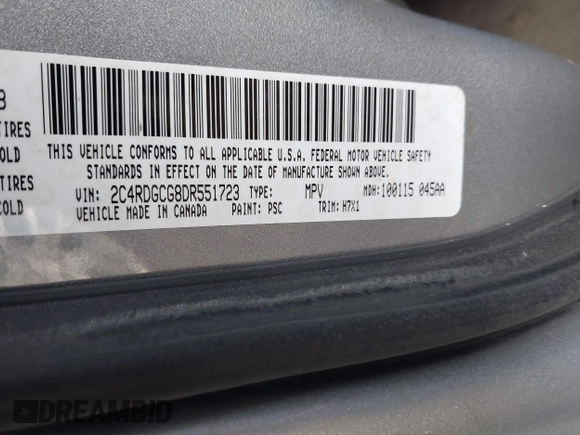 B
TIRES
COLD
TIRES
COLD
THIS VEHICLE CONFORMS TO ALL APPLICABLE U.S.A. FEDERAL MOTOR VEHICLE SAFETY
STANDARDS IN EFFECT ON THE DATE OF MANUFACTURE SHOWN ABOVE.
VIN: 2C4RDGCG8DR551723 TYPE: MPV MDH: 100115 045AA
VEHICLE MADE IN CANADA PAINT: PSC TRIM: H7X1
DREAMBID